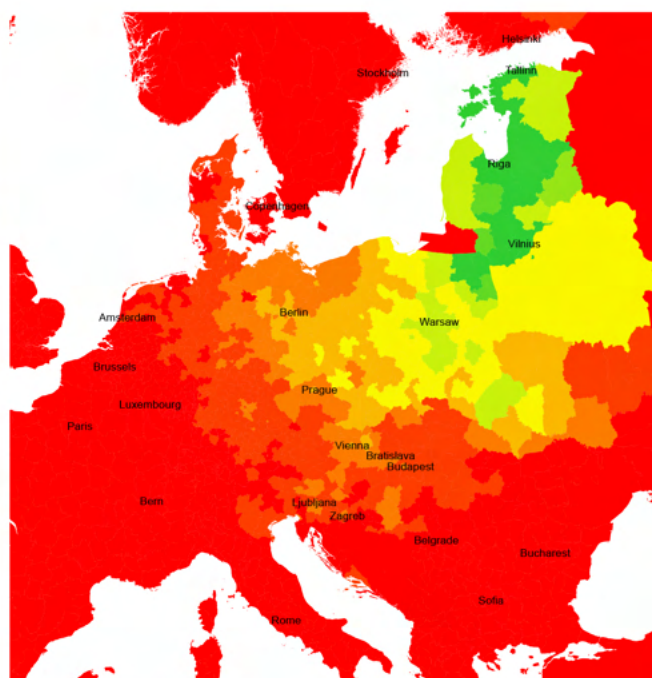 Helsinki
Stockholm
Tallinn
Riga
Copenhagen
Vilnius
Berlin
Amsterdam
Warsaw
Brussels
Prague
Luxembourg
Paris
Vienna
Bratislava
Budapest
Bern
Ljubljana
Zagreb
Belgrade
Bucharest
Sofia
Rome